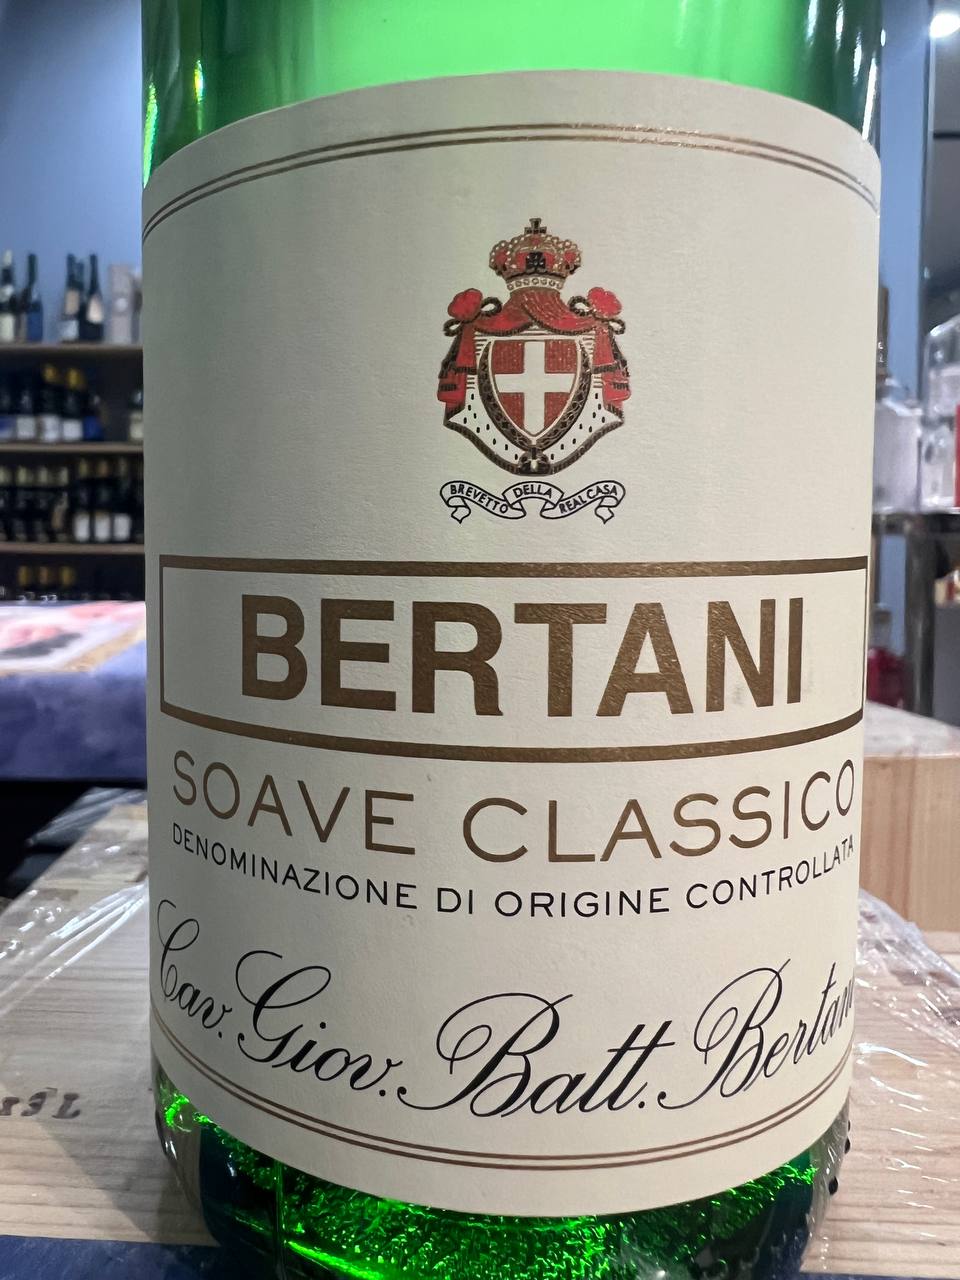 BREVETTO DELLA REAL CASA
BERTANI
SOAVE CLASSICO
DENOMINAZIONE DI ORIGINE CONTROLLATA
Cav. Giov. Batt. Bertani